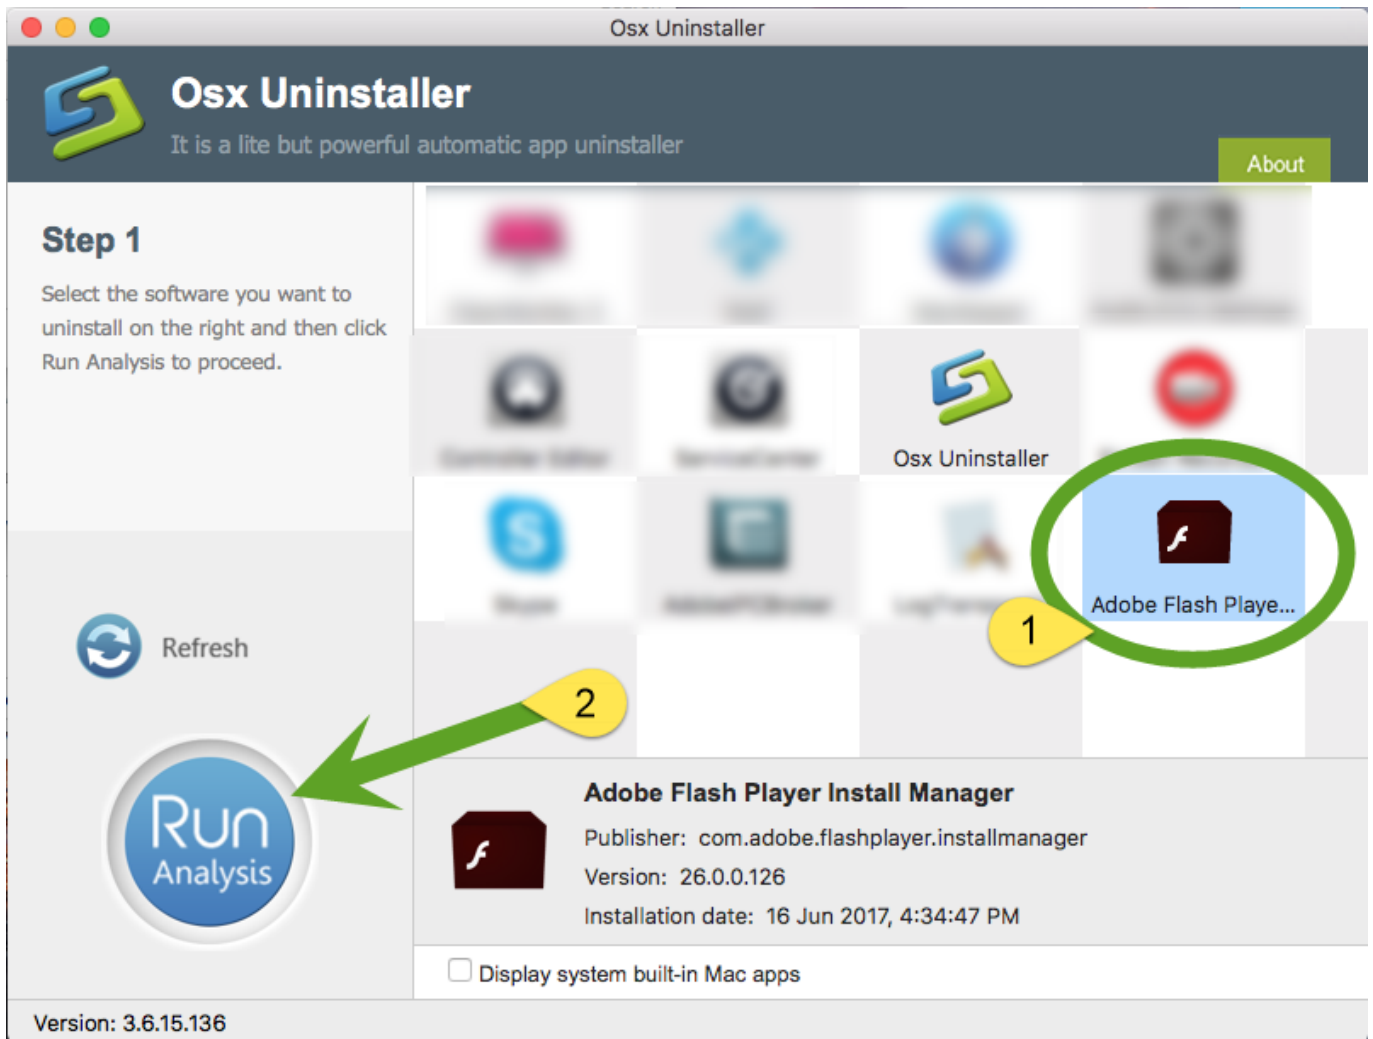 Osx Uninstaller
Osx Uninstaller
It is a lite but powerful automatic app uninstaller
About
Step 1
Select the software you want to
uninstall on the right and then click
Run Analysis to proceed.
Controller Editor
ServiceCenter
Osx Uninstaller
Skype
Adobe Flash Playe...
1
Refresh
2
Run
Analysis
Adobe Flash Player Install Manager
Publisher: com.adobe.flashplayer.installmanager
Version: 26.0.0.126
Installation date: 16 Jun 2017, 4:34:47 PM
Display system built-in Mac apps
Version: 3.6.15.136